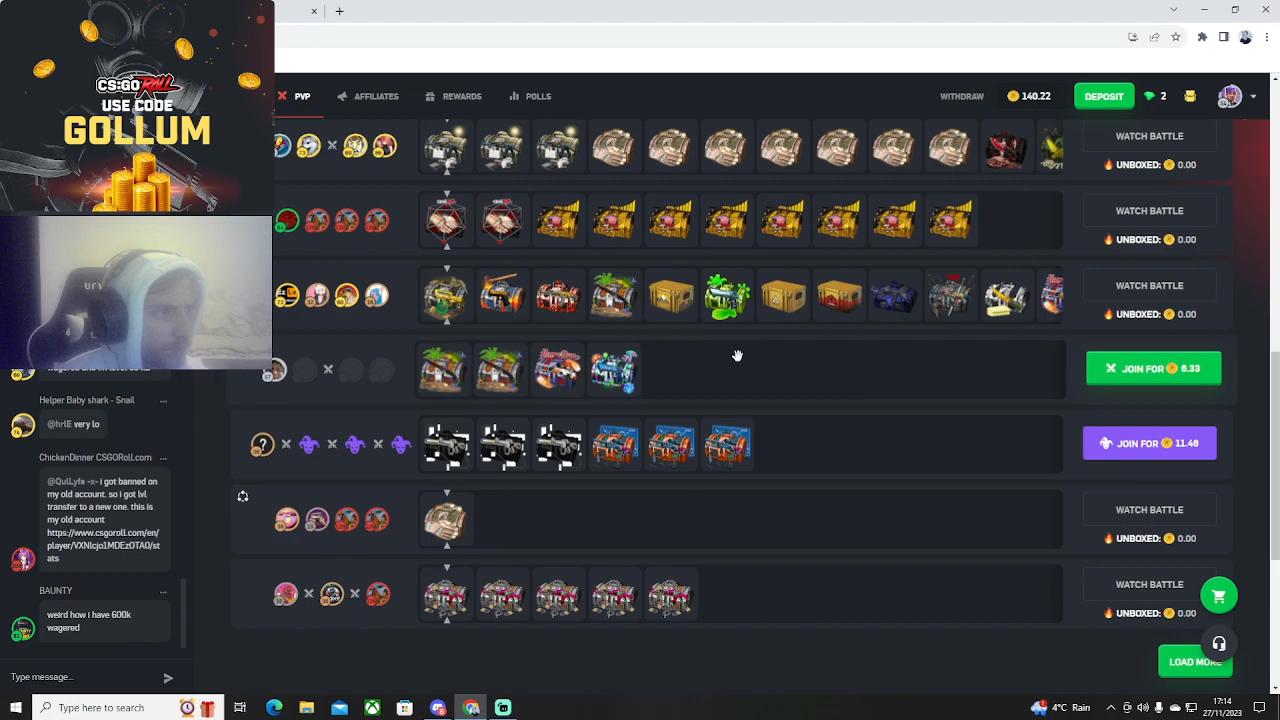 CS:GO ROLL
USE CODE
GOLLUM
PVP AFFILIATES REWARDS POLLS WITHDRAW 140.22 DEPOSIT 2
WATCH BATTLE
UNBOXED: 0.00
WATCH BATTLE
UNBOXED: 0.00
WATCH BATTLE
UNBOXED: 0.00
JOIN FOR 6.33
JOIN FOR 11.46
WATCH BATTLE
UNBOXED: 0.00
WATCH BATTLE
UNBOXED: 0.00
LOAD MORE
Helper Baby shark - Snail
@hrlE very lo
ChickenDinner CSGORoll.com
@QulLyfe -x- i got banned on
my old account. so i got lvl
transfer to a new one. this is
my old account
https://www.csgoroll.com/en/
player/VXNlcjo1MDEzOTA0/st
ats
BAUNTY
weird how I have 600k
wagered
Type message...
Type here to search
4°C Rain
17:14
27/11/2023